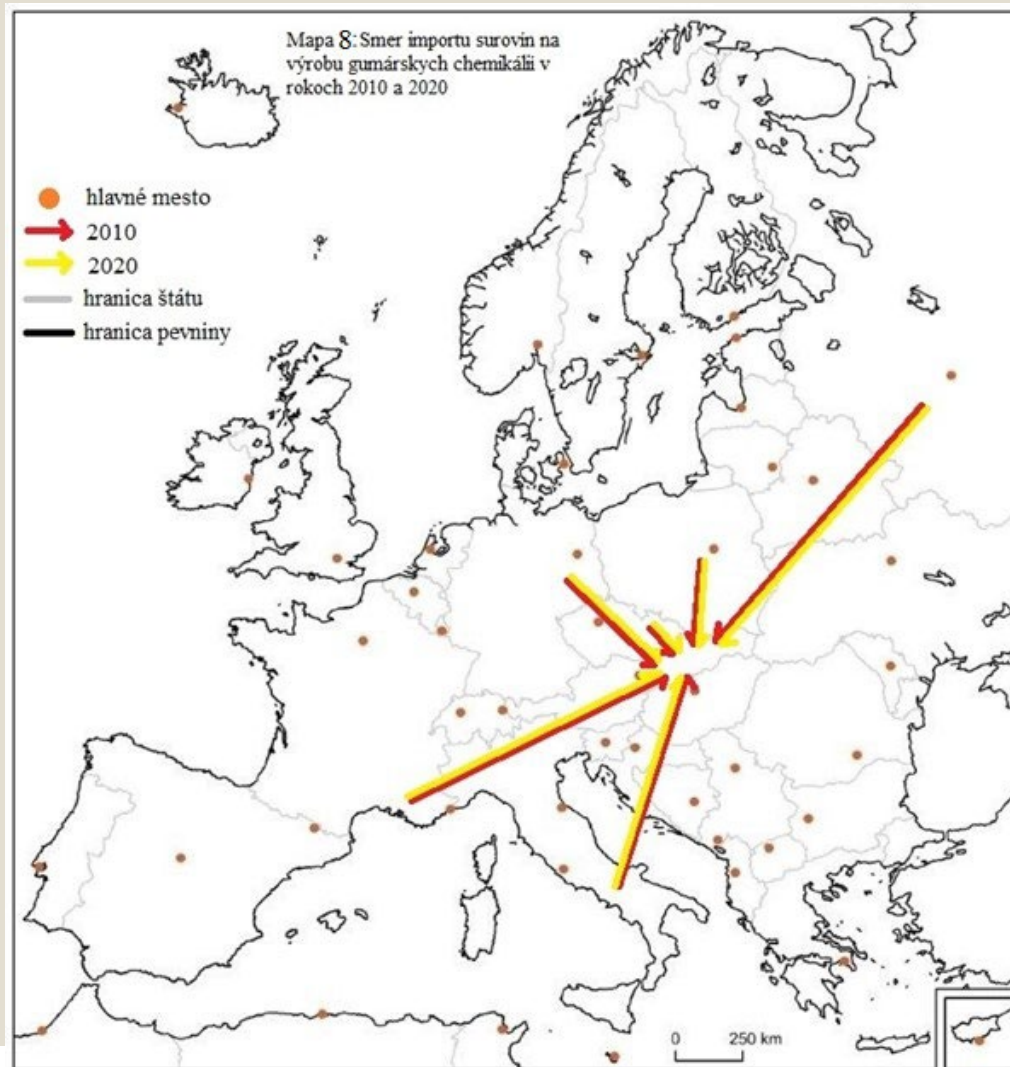 Mapa 8: Smer importu surovín na
výrobu gumárskych chemikálií v
rokoch 2010 a 2020
hlavné mesto
2010
2020
hranica štátu
hranica pevniny
0 250 km